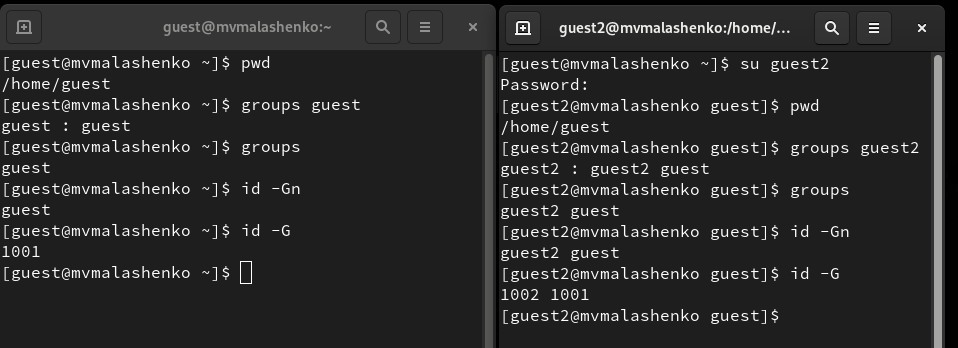 guest@mvmalashenko:~
[guest@mvmalashenko ~]$ pwd
/home/guest
[guest@mvmalashenko ~]$ groups guest
guest : guest
[guest@mvmalashenko ~]$ groups
guest
[guest@mvmalashenko ~]$ id -Gn
guest
[guest@mvmalashenko ~]$ id -G
1001
[guest@mvmalashenko ~]$
guest2@mvmalashenko:/home/...
[guest@mvmalashenko ~]$ su guest2
Password:
[guest2@mvmalashenko guest]$ pwd
/home/guest
[guest2@mvmalashenko guest]$ groups guest2
guest2 : guest2 guest
[guest2@mvmalashenko guest]$ groups
guest2 guest
[guest2@mvmalashenko guest]$ id -Gn
guest2 guest
[guest2@mvmalashenko guest]$ id -G
1002 1001
[guest2@mvmalashenko guest]$